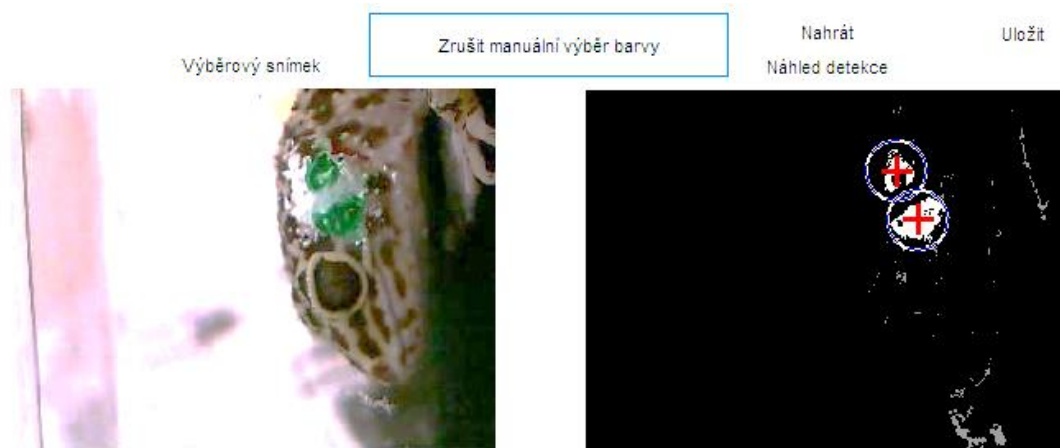 Zrušit manuální výběr barvy
Nahrát
Uložit
Výběrový snímek
Náhled detekce